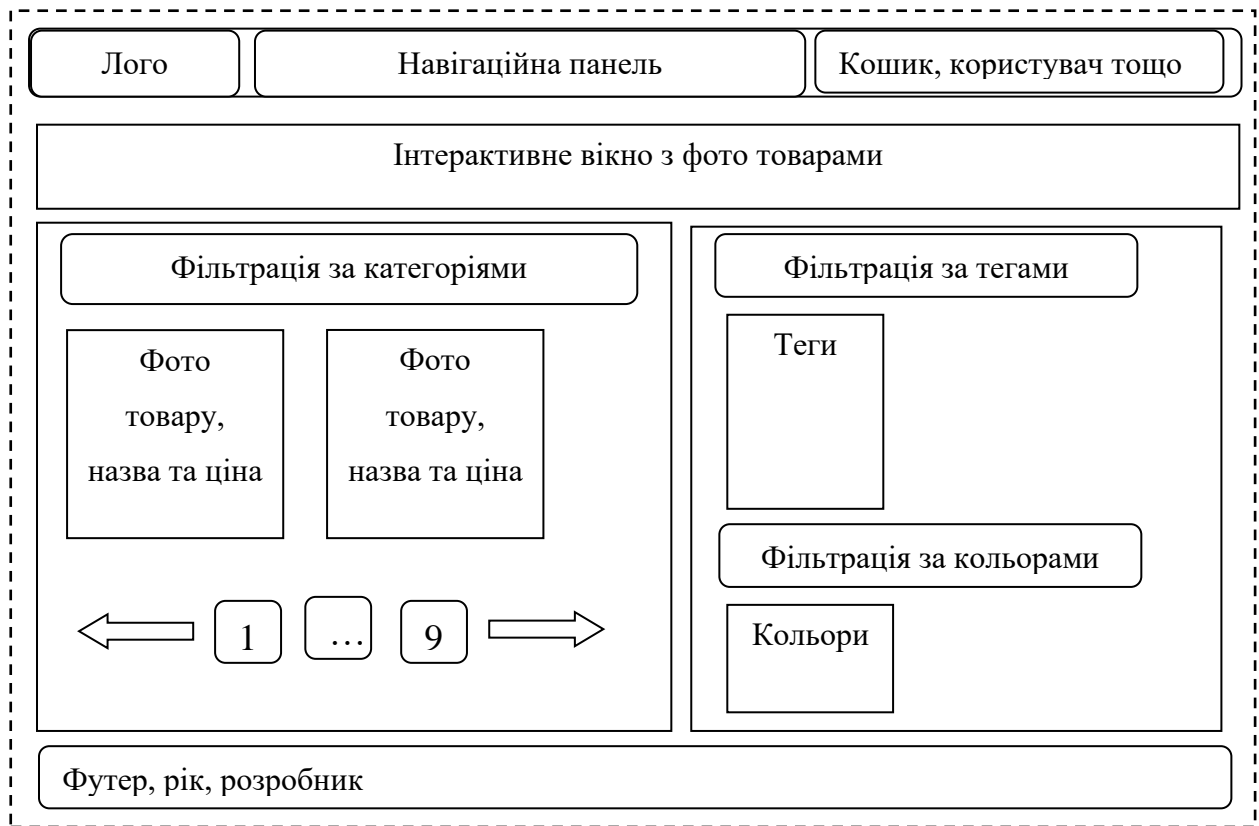 Лого
Навігаційна панель
Кошик, користувач тощо
Інтерактивне вікно з фото товарами
Фільтрація за категоріями
Фото
товару,
назва та ціна
Фото
товару,
назва та ціна
1
…
9
Фільтрація за тегами
Теги
Фільтрація за кольорами
Кольори
Футер, рік, розробник